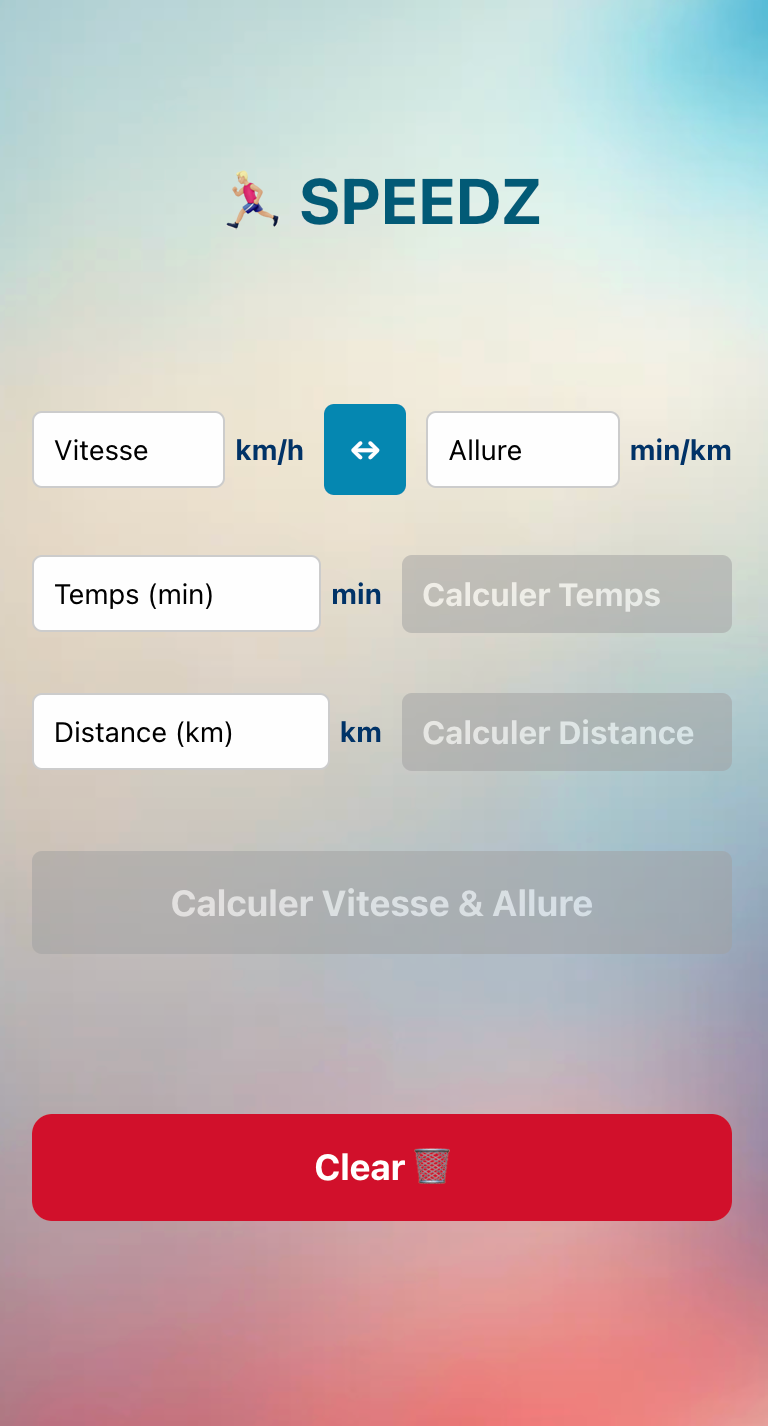 SPEEDZ
Vitesse km/h ↔ Allure min/km
Temps (min) min Calculer Temps
Distance (km) km Calculer Distance
Calculer Vitesse & Allure
Clear